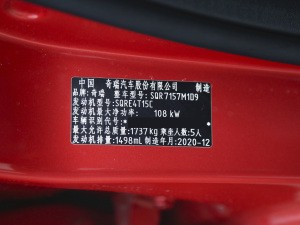 中国 奇瑞汽车股份有限公司 制造
品牌:奇瑞 整车型号:SQR7157M1D9
发动机型号:SQRE4T15C
发动机最大净功率: 108 kW
车辆识别代号:*
最大允许总质量:1737kg 乘坐人数:5人
发动机排量:1498mL 制造年月:2020-12